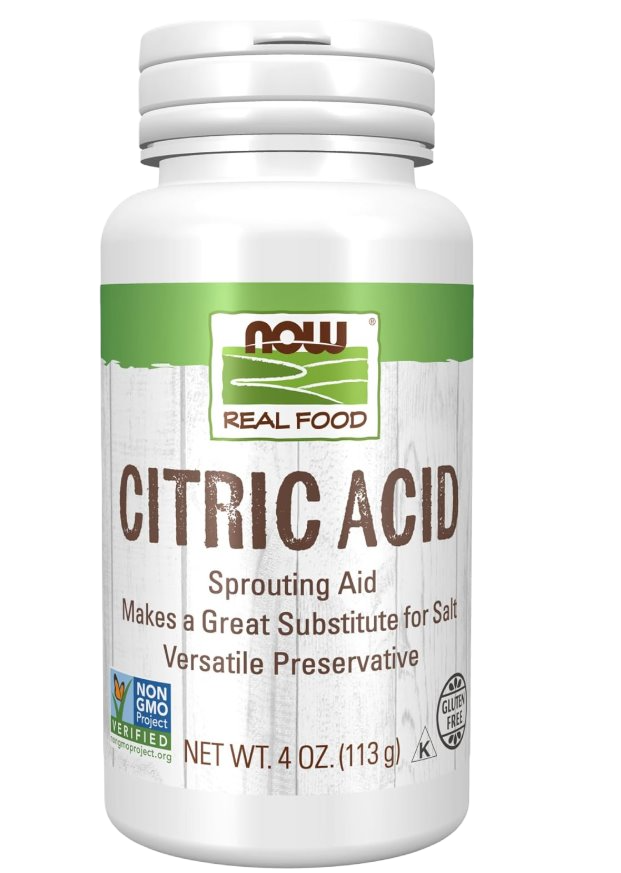 now®
REAL FOOD
CITRIC ACID
Sprouting Aid
Makes a Great Substitute for Salt
Versatile Preservative
NON
GMO
Project
VERIFIED
nongmoproject.org
NET WT. 4 OZ. (113 g)
K
GLUTEN
FREE